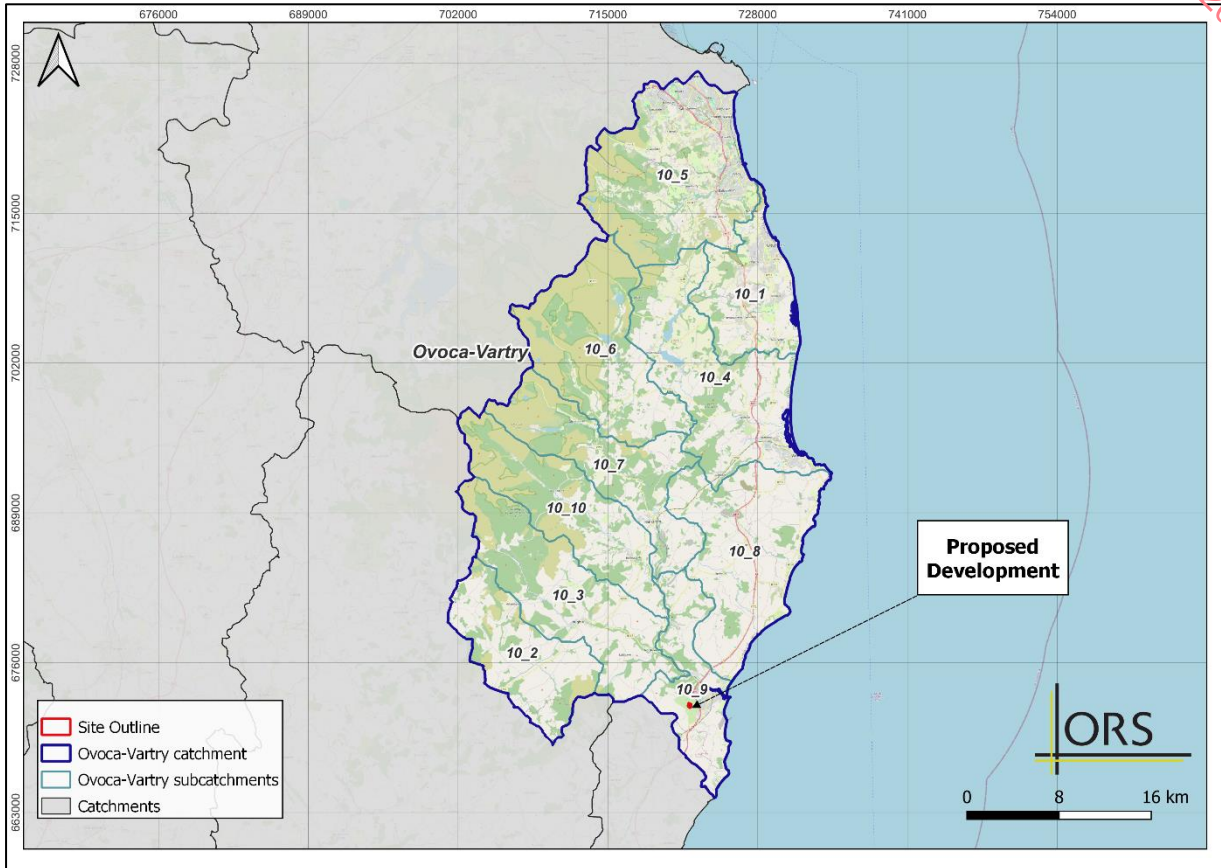 676000
689000
702000
715000
728000
741000
754000
728000
715000
702000
689000
676000
663000
10_5
10_1
Ovoca-Vartry
10_6
10_4
10_7
10_10
10_8
10_3
10_2
10_9
Proposed
Development
Site Outline
Ovoca-Vartry catchment
Ovoca-Vartry subcatchments
Catchments
ORS
0 8 16 km